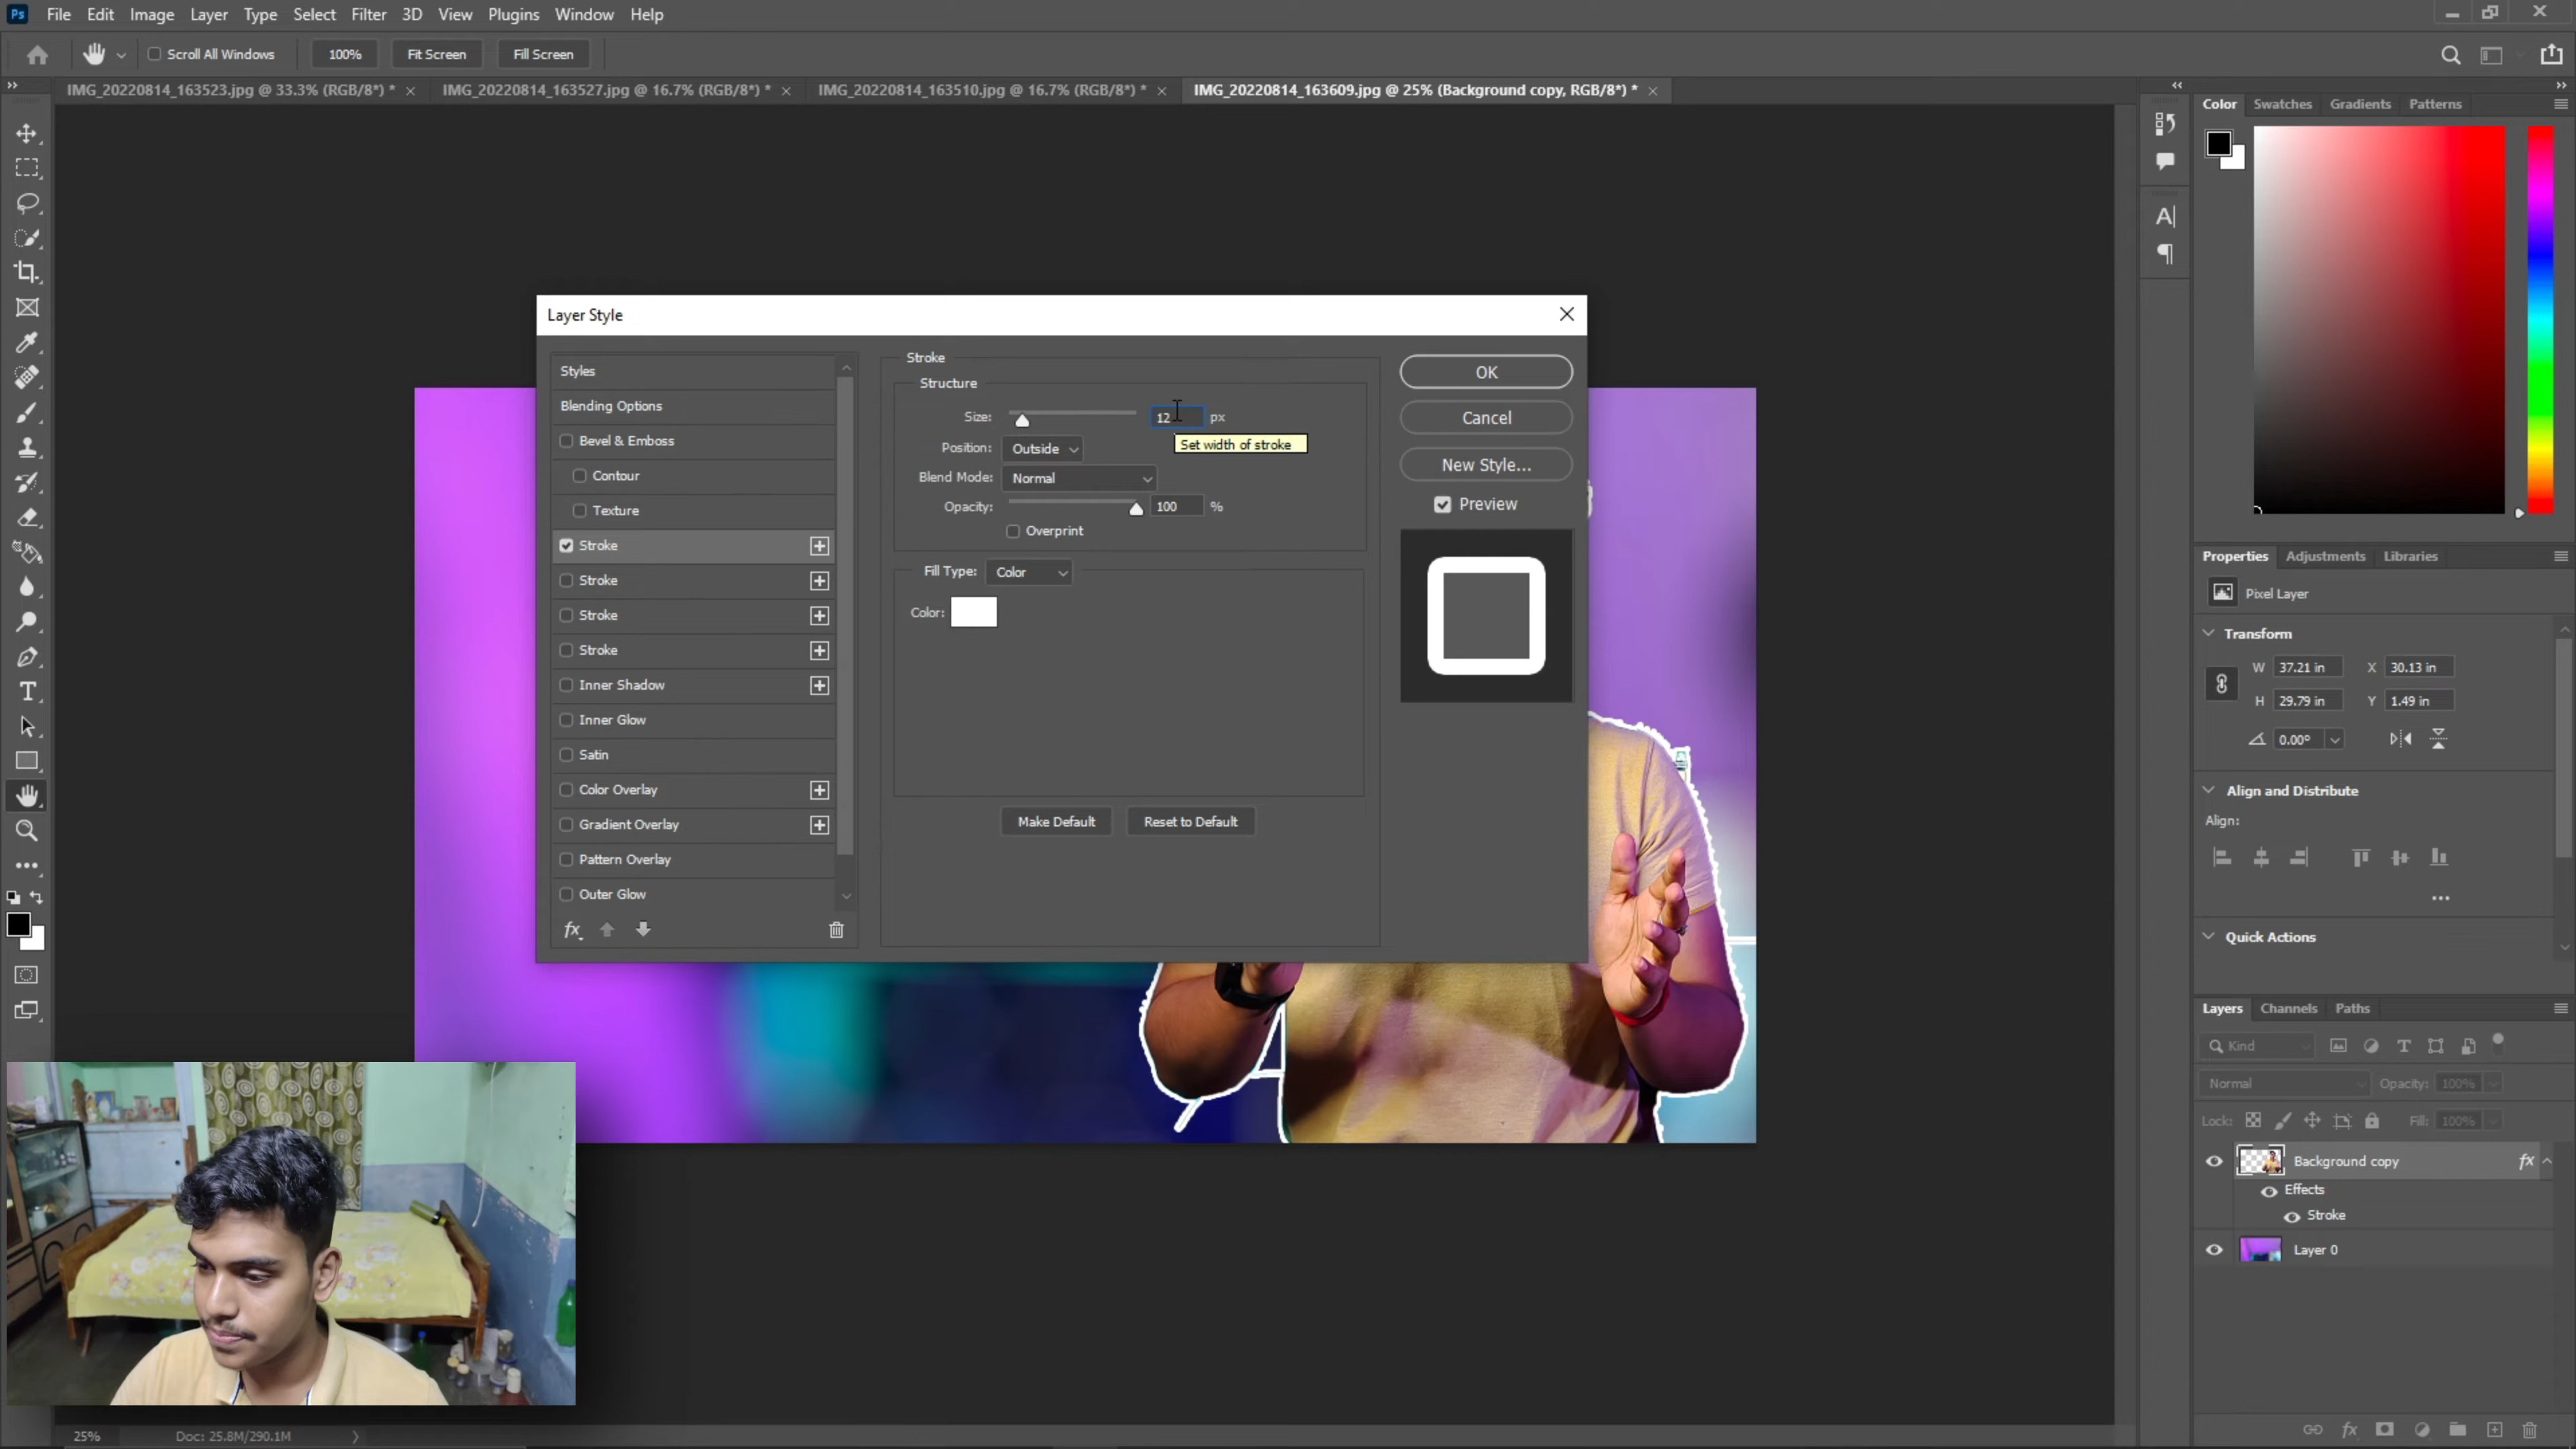 Ps File Edit Image Layer Type Select Filter 3D View Plugins Window Help
Scroll All Windows 100% Fit Screen Fill Screen
IMG_20220814_163523.jpg @ 33.3% (RGB/8*) * × IMG_20220814_163527.jpg @ 16.7% (RGB/8*) * × IMG_20220814_163510.jpg @ 16.7% (RGB/8*) * × IMG_20220814_163609.jpg @ 25% (Background copy, RGB/8*) * ×
Layer Style
Styles
Blending Options
Bevel & Emboss
Contour
Texture
Stroke
Stroke
Stroke
Stroke
Inner Shadow
Inner Glow
Satin
Color Overlay
Gradient Overlay
Pattern Overlay
Outer Glow
fx
Stroke
Structure
Size: 12 px
Set width of stroke
Position: Outside
Blend Mode: Normal
Opacity: 100 %
Overprint
Fill Type: Color
Color:
Make Default Reset to Default
OK
Cancel
New Style...
Preview
Color Swatches Gradients Patterns
Properties Adjustments Libraries
Pixel Layer
Transform
W 37.21 in X 30.13 in
H 29.79 in Y 1.49 in
0.00°
Align and Distribute
Align:
Quick Actions
Layers Channels Paths
Kind
Normal Opacity: 100%
Lock: Fill: 100%
Background copy fx
Effects
Stroke
Layer 0
25% Doc: 25.8M/290.1M